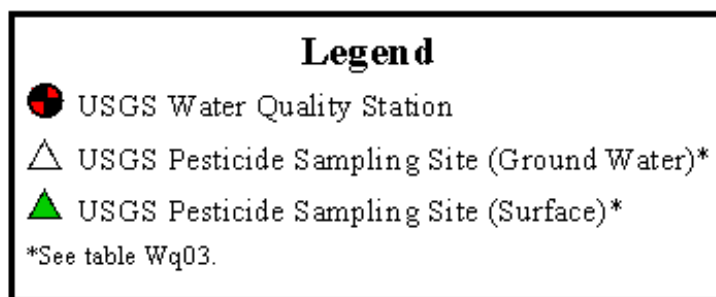 Legend
USGS Water Quality Station
USGS Pesticide Sampling Site (Ground Water)*
USGS Pesticide Sampling Site (Surface)*
*See table Wq03.